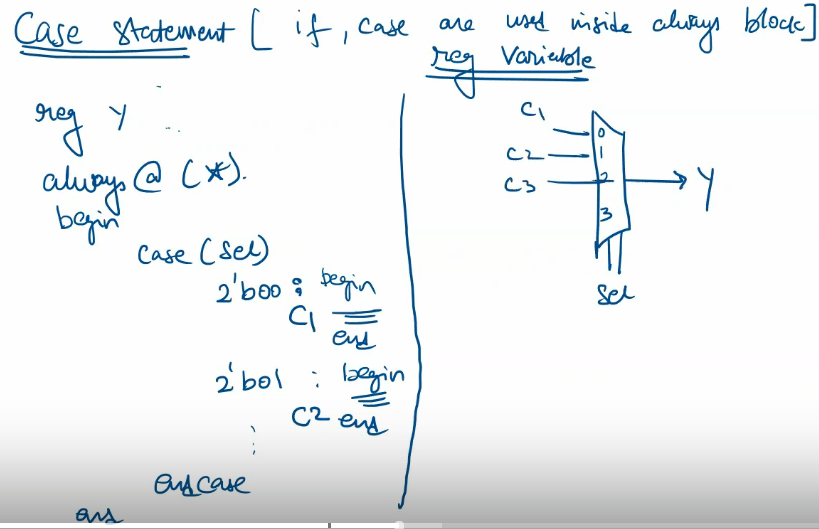 Case Statement [ if, case are used inside always block]
reg Variable
reg Y
always @ (*).
begin
case (Sel)
2'b00 : begin
C1
end
2'b01 : begin
C2 end
endcase
end
C1
0
C2
1
C3
2
Y
3
Sel